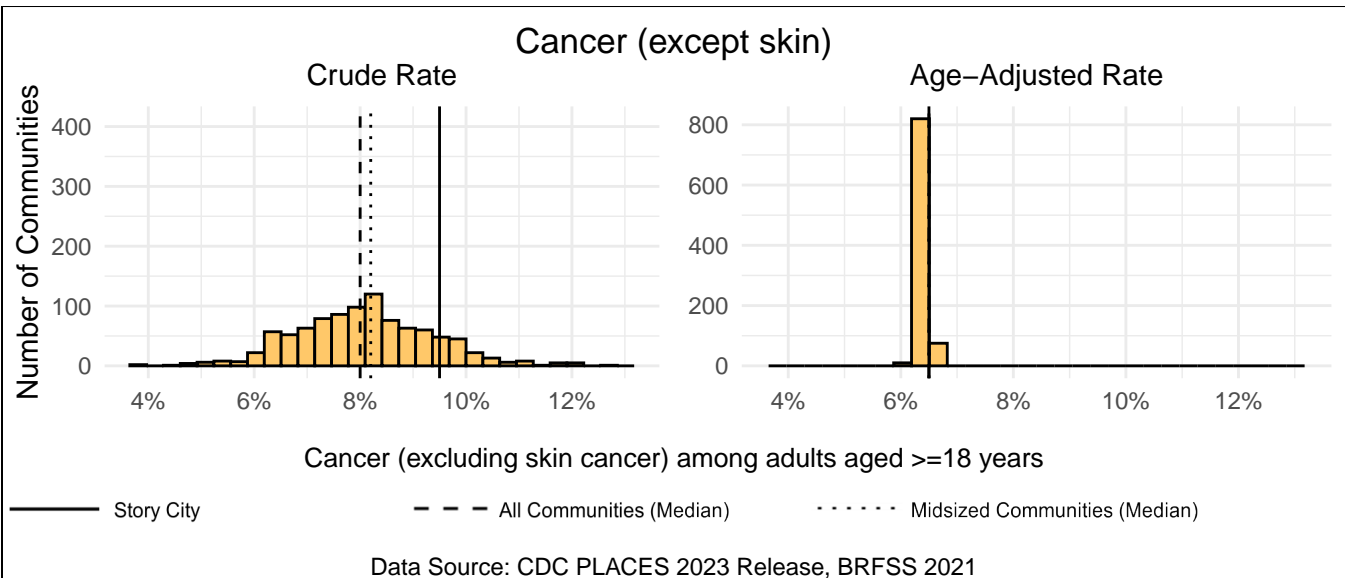 Cancer (except skin)
Crude Rate
Age−Adjusted Rate
Number of Communities
400
300
200
100
0
4%
6%
8%
10%
12%
800
600
400
200
0
4%
6%
8%
10%
12%
Cancer (excluding skin cancer) among adults aged >=18 years
Story City
All Communities (Median)
Midsized Communities (Median)
Data Source: CDC PLACES 2023 Release, BRFSS 2021